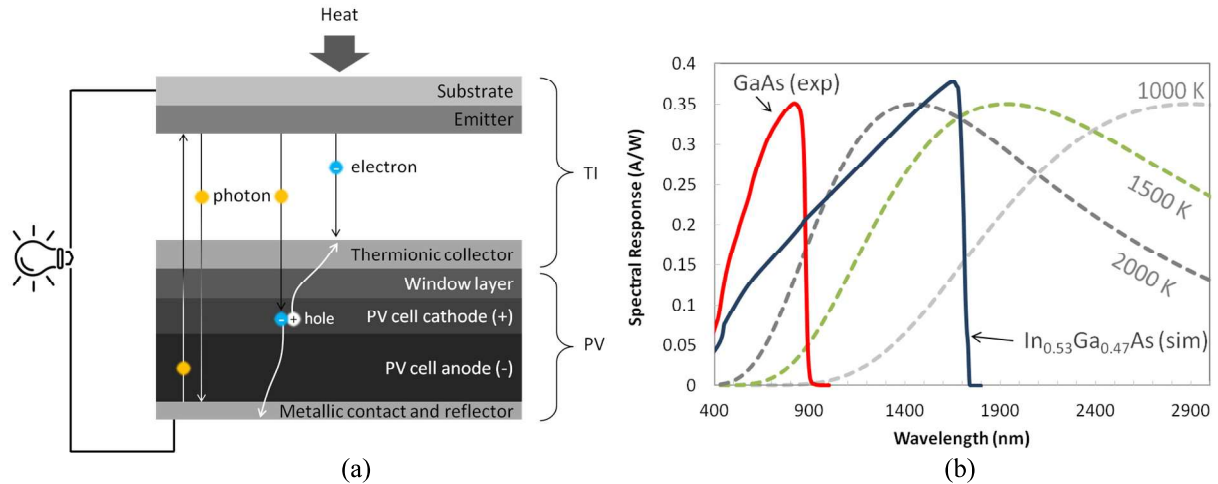 Heat
Substrate
Emitter
electron
photon
TI
Thermionic collector
Window layer
PV cell cathode (+)
hole
PV
PV cell anode (-)
Metallic contact and reflector
(a)
Spectral Response (A/W)
0.4
0.35
0.3
0.25
0.2
0.15
0.1
0.05
0
GaAs (exp)
1000 K
1500 K
2000 K
In0.53Ga0.47As (sim)
400 900 1400 1900 2400 2900
Wavelength (nm)
(b)